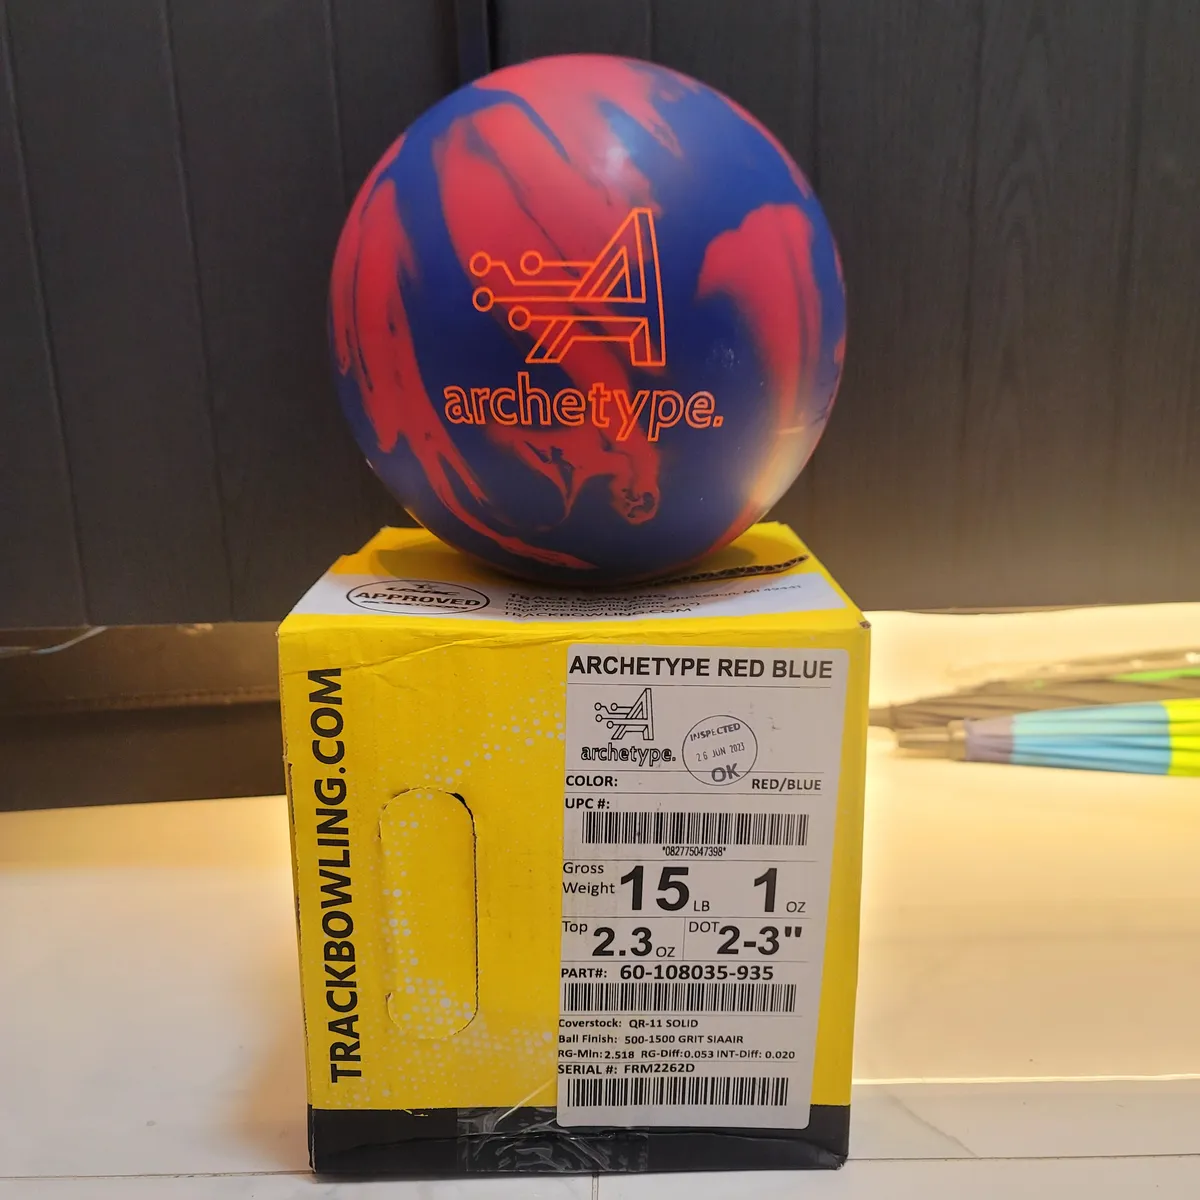 archetype.
APPROVED
TRACKBOWLING.COM
TRACKBOWLING.COM
ARCHETYPE RED BLUE
archetype.
INSPECTED
26 JUN 2023
OK
COLOR: RED/BLUE
UPC #:
*082775047398*
Gross Weight 15 LB 1 OZ
Top 2.3 OZ DOT 2-3"
PART#: 60-108035-935
Coverstock: QR-11 SOLID
Ball Finish: 500-1500 GRIT SIAAIR
RG-Min: 2.518 RG-Diff: 0.053 INT-Diff: 0.020
SERIAL #: FRM2262D